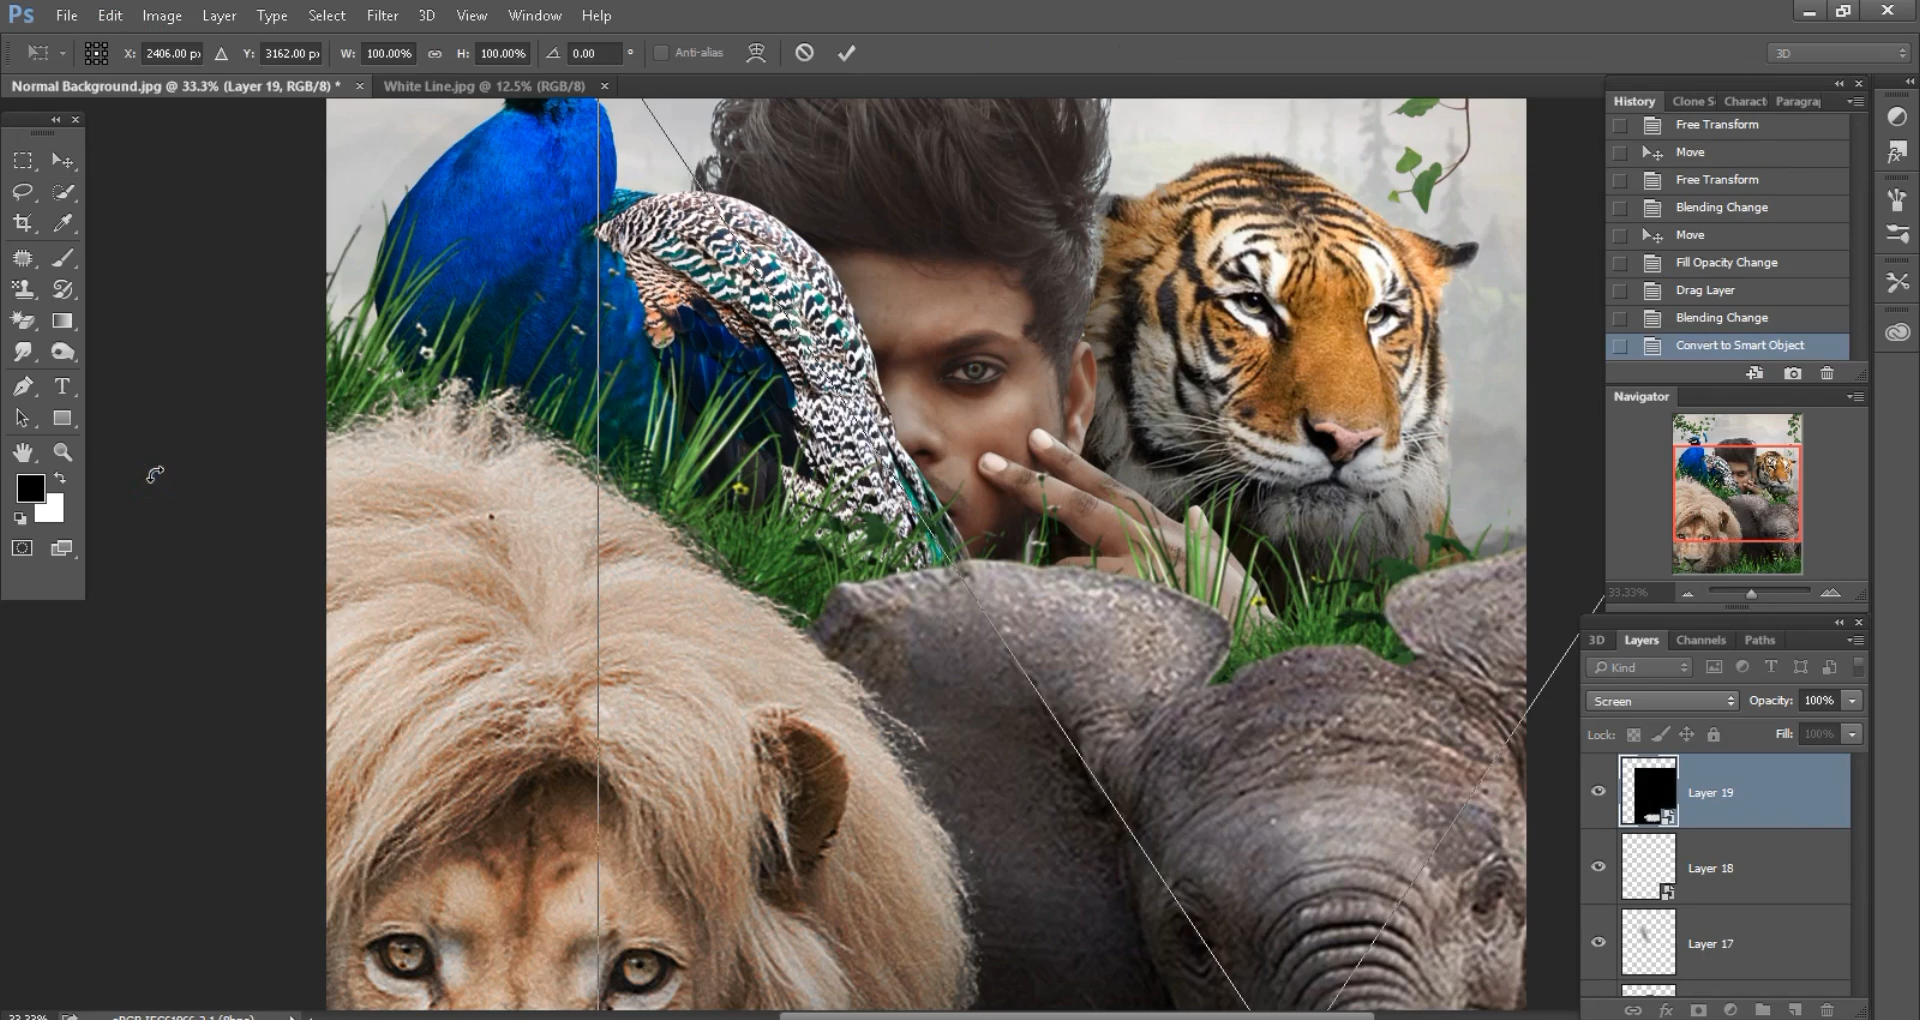 Ps File Edit Image Layer Type Select Filter 3D View Window Help
X: 2406.00 p Y: 3162.00 p W: 100.00% H: 100.00% 0.00 ° Anti-alias 3D
Normal Background.jpg @ 33.3% (Layer 19, RGB/8) * × White Line.jpg @ 12.5% (RGB/8) ×
History Clone S Charact Paragra
Free Transform
Move
Free Transform
Blending Change
Move
Fill Opacity Change
Drag Layer
Blending Change
Convert to Smart Object
Navigator
33.33%
3D Layers Channels Paths
Kind
Screen Opacity: 100%
Lock: Fill: 100%
Layer 19
Layer 18
Layer 17
33.33%